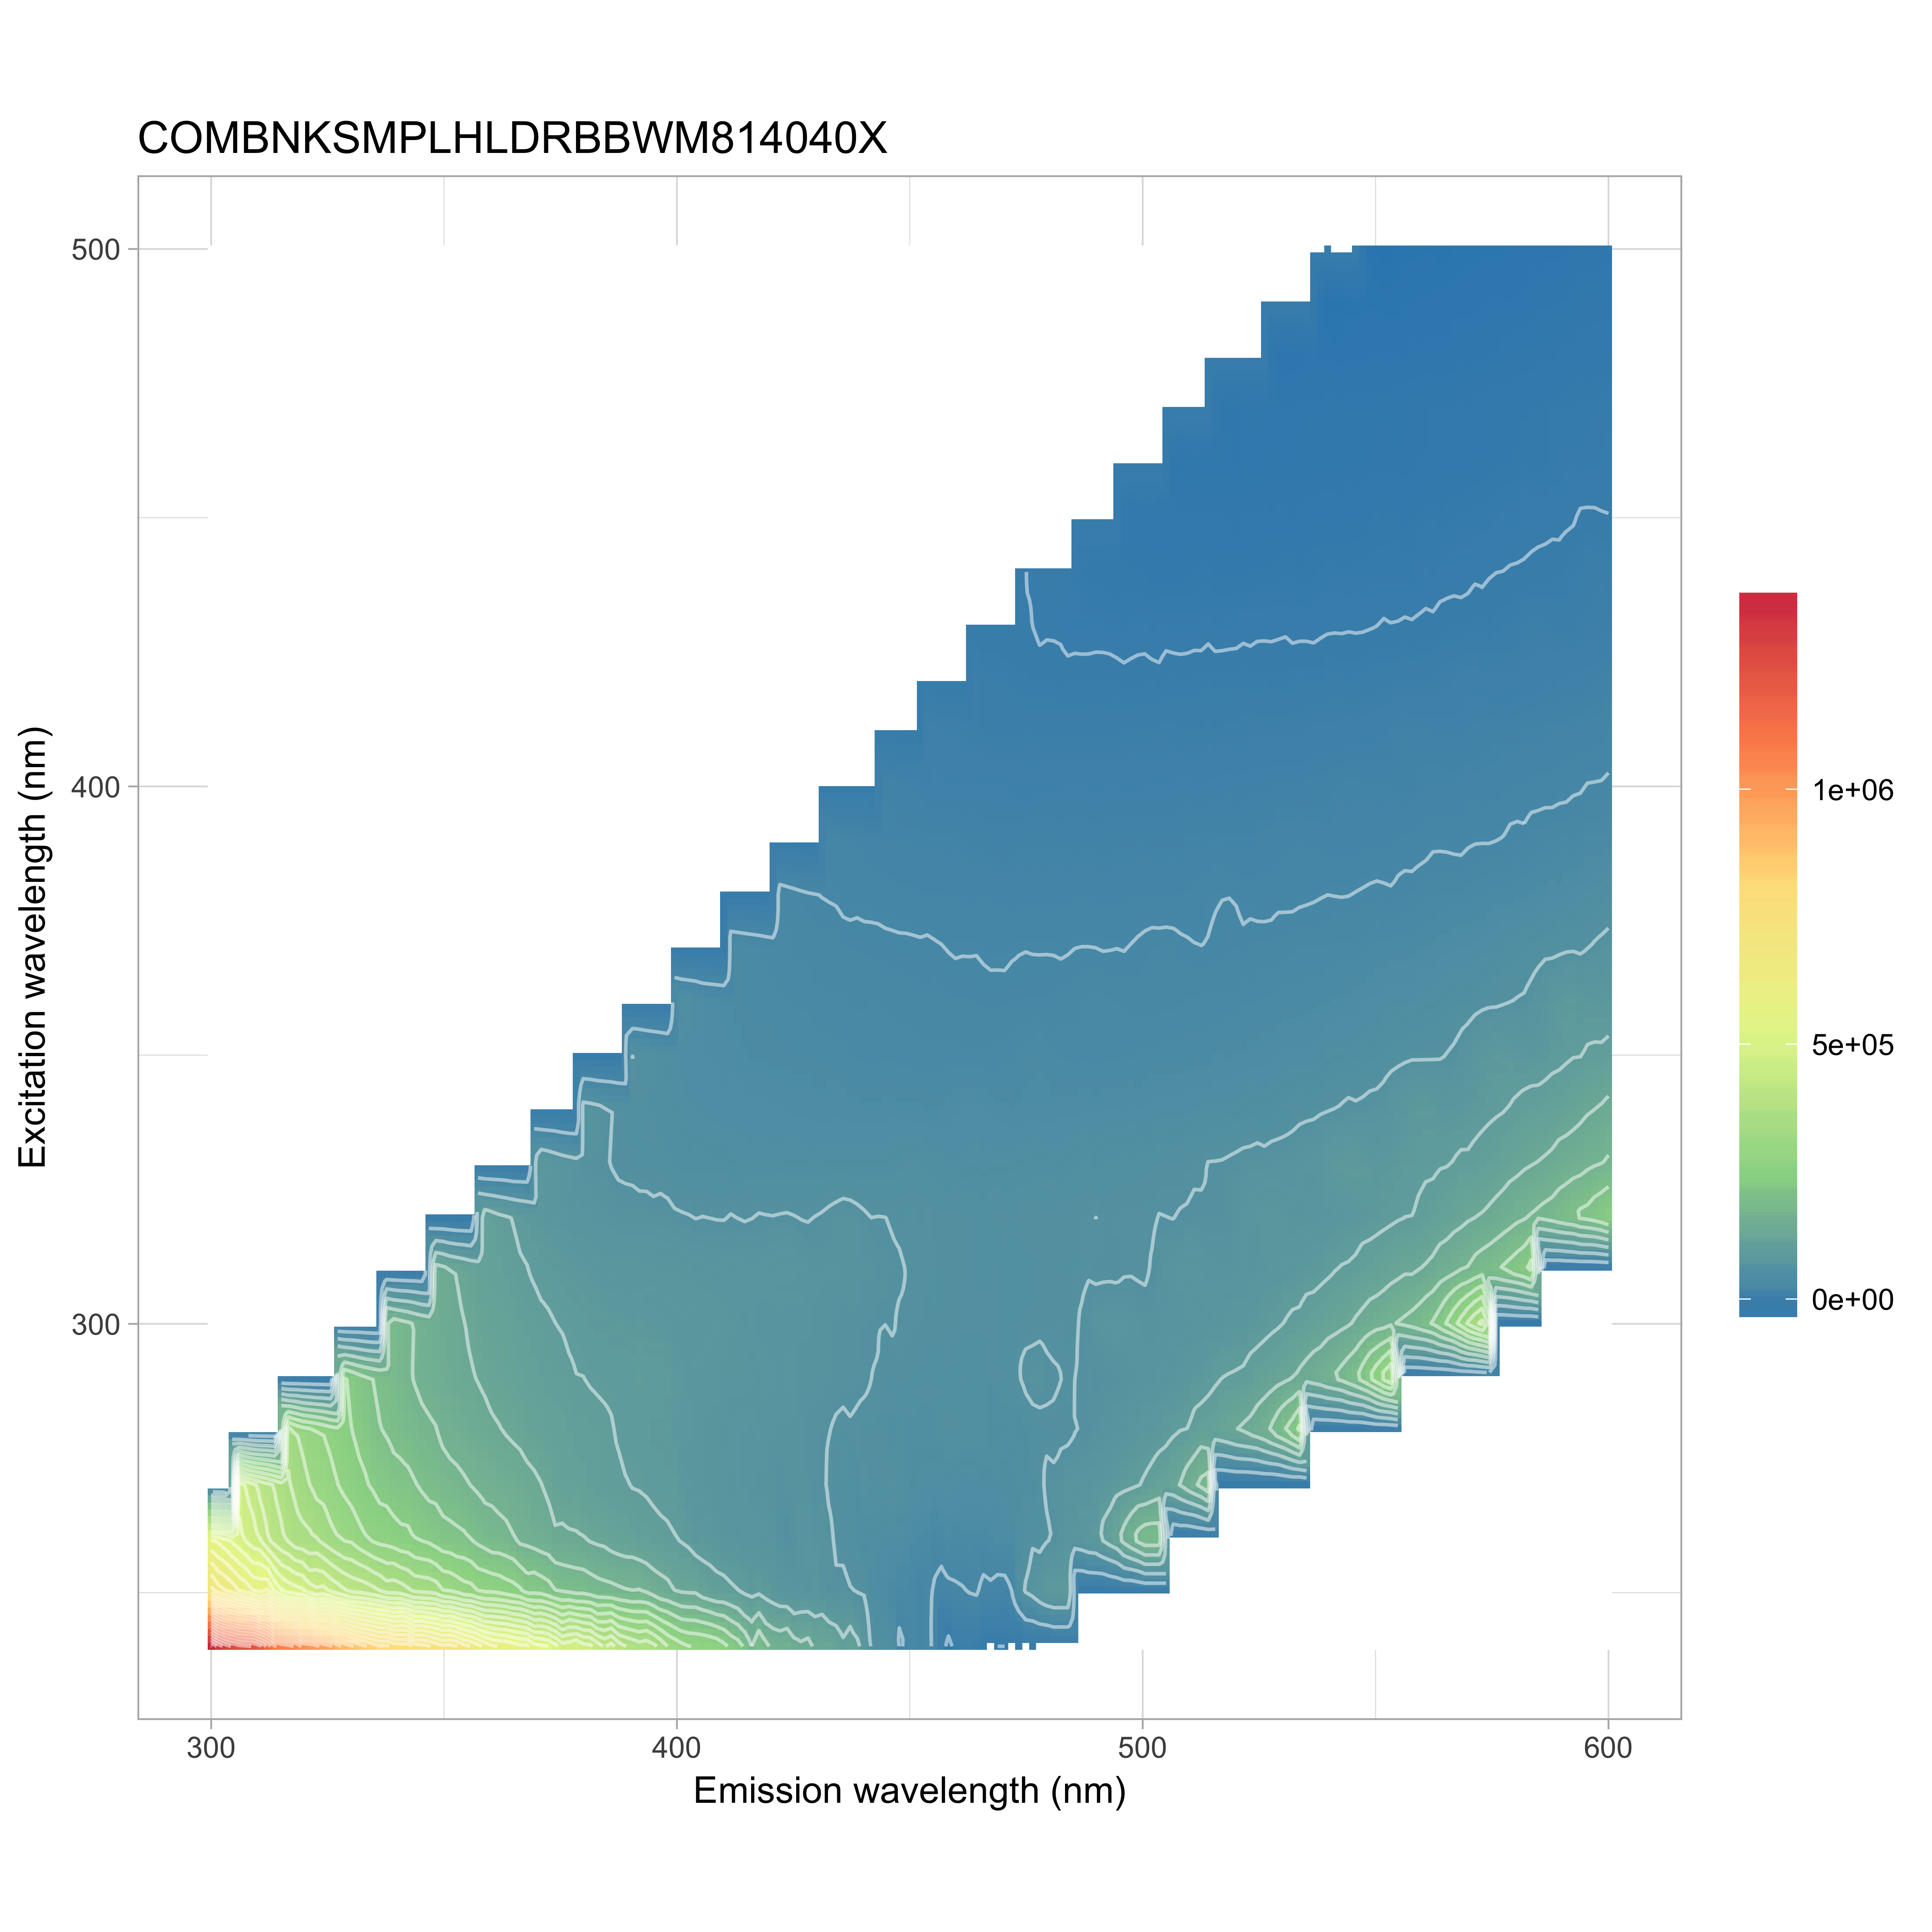 COMBNKSMPLHLDRBBWM814040X
500
400
300
Excitation wavelength (nm)
300
400
500
600
Emission wavelength (nm)
1e+06
5e+05
0e+00